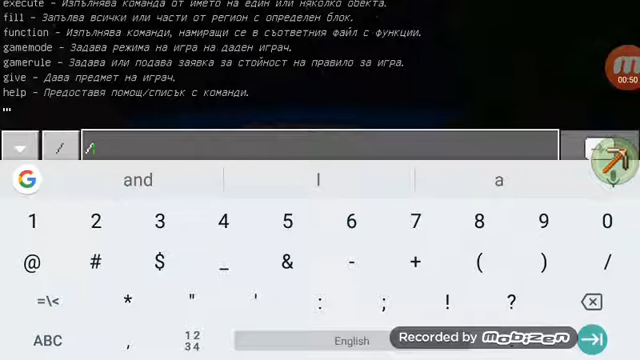 execute – Изпълнява команда от името на един или няколко обекта.
fill – Запълва всички или части от регион с определен блок.
function – Изпълнява команди, намиращи се в съответния файл с функции.
gamemode – Задава режима на игра на даден играч.
gamerule – Задава или подава заявка за стойност на правило за игра.
give – Дава предмет на играч.
help – Предоставя помощ/списък с команди.
00:50
/ /
G and I a
1 2 3 4 5 6 7 8 9 0
@ # $ _ & - + ( ) /
=\< * " ' : ; ! ?
ABC , 12 34 English
Recorded by mobizen